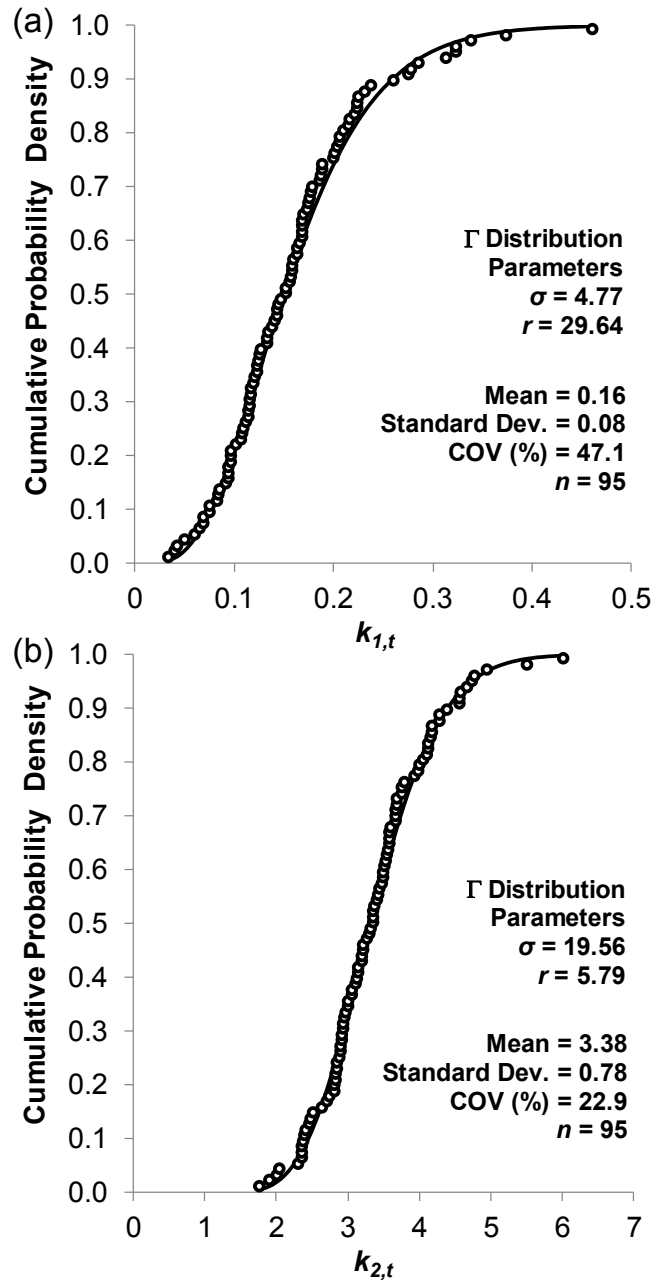 (a)
1.0
0.9
0.8
0.7
0.6
0.5
0.4
0.3
0.2
0.1
0.0
Cumulative Probability Density
Γ Distribution
Parameters
σ = 4.77
r = 29.64
Mean = 0.16
Standard Dev. = 0.08
COV (%) = 47.1
n = 95
0 0.1 0.2 0.3 0.4 0.5
k1,t
(b)
1.0
0.9
0.8
0.7
0.6
0.5
0.4
0.3
0.2
0.1
0.0
Cumulative Probability Density
Γ Distribution
Parameters
σ = 19.56
r = 5.79
Mean = 3.38
Standard Dev. = 0.78
COV (%) = 22.9
n = 95
0 1 2 3 4 5 6 7
k2,t